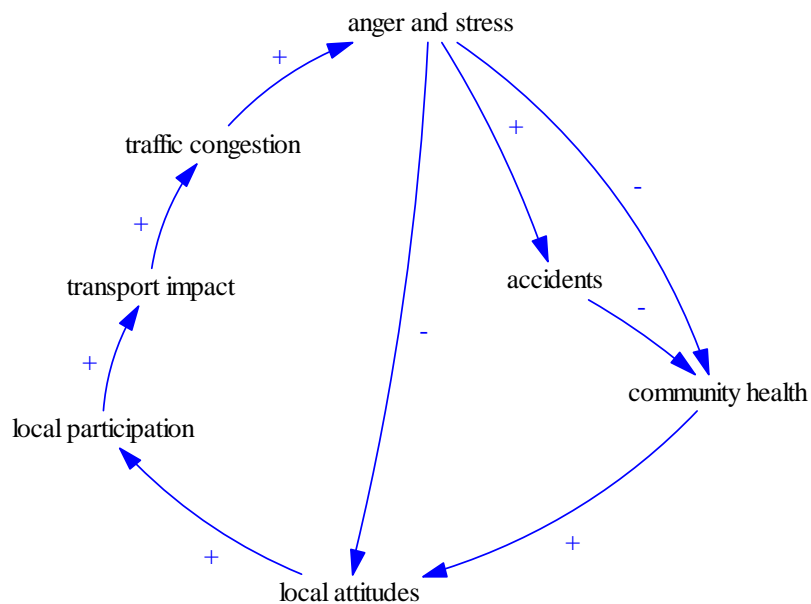 anger and stress
+
traffic congestion
+
+
-
transport impact
accidents
-
-
+
community health
local participation
+
+
local attitudes